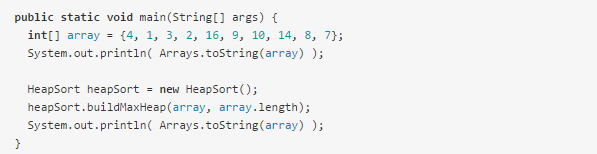 public static void main(String[] args) {
  int[] array = {4, 1, 3, 2, 16, 9, 10, 14, 8, 7};
  System.out.println( Arrays.toString(array) );

  HeapSort heapSort = new HeapSort();
  heapSort.buildMaxHeap(array, array.length);
  System.out.println( Arrays.toString(array) );
}